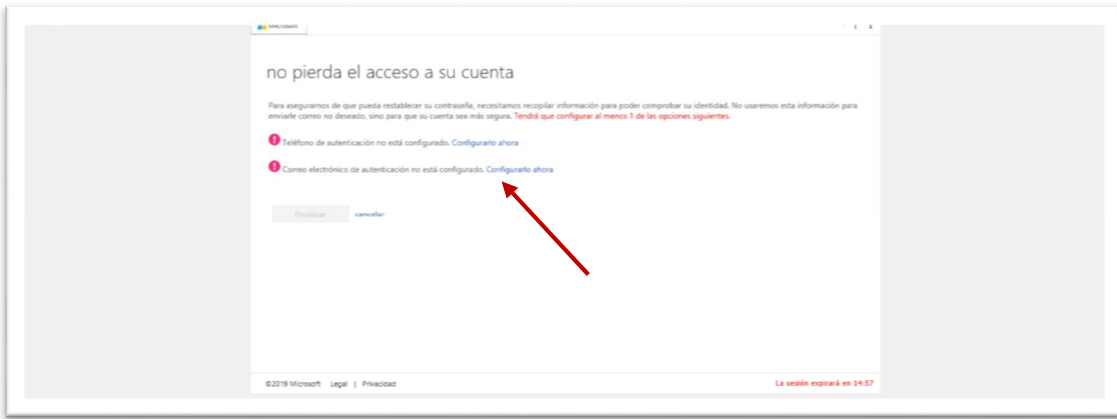 Microsoft
no pierda el acceso a su cuenta
Para asegurarnos de que pueda restablecer su contraseña, necesitamos recopilar información para poder comprobar su identidad. No usaremos esta información para
enviarle correo no deseado, sino para que su cuenta sea más segura. Tendrá que configurar al menos 1 de las opciones siguientes.
! Teléfono de autenticación no está configurado. Configurarlo ahora
! Correo electrónico de autenticación no está configurado. Configurarlo ahora
Finalizar cancelar
©2019 Microsoft Legal | Privacidad
La sesión expirará en 14:57